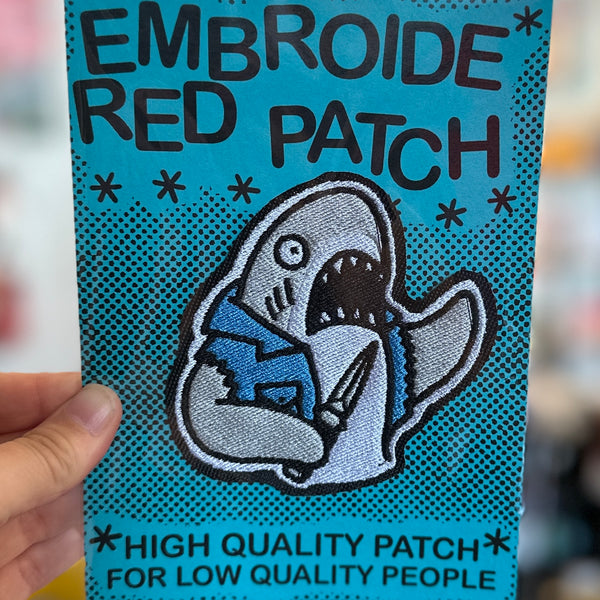 EMBROIDE*
RED PATCH
* * * * * *
*HIGH QUALITY PATCH*
FOR LOW QUALITY PEOPLE